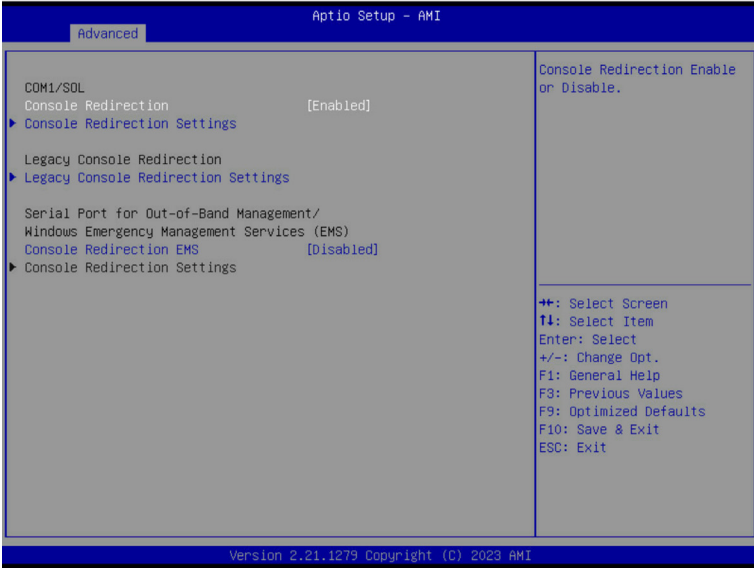 Aptio Setup – AMI
Advanced
COM1/SOL
Console Redirection [Enabled]
Console Redirection Settings
Legacy Console Redirection
Legacy Console Redirection Settings
Serial Port for Out-of-Band Management/
Windows Emergency Management Services (EMS)
Console Redirection EMS [Disabled]
Console Redirection Settings
Console Redirection Enable
or Disable.
→←: Select Screen
↑↓: Select Item
Enter: Select
+/-: Change Opt.
F1: General Help
F3: Previous Values
F9: Optimized Defaults
F10: Save & Exit
ESC: Exit
Version 2.21.1279 Copyright (C) 2023 AMI